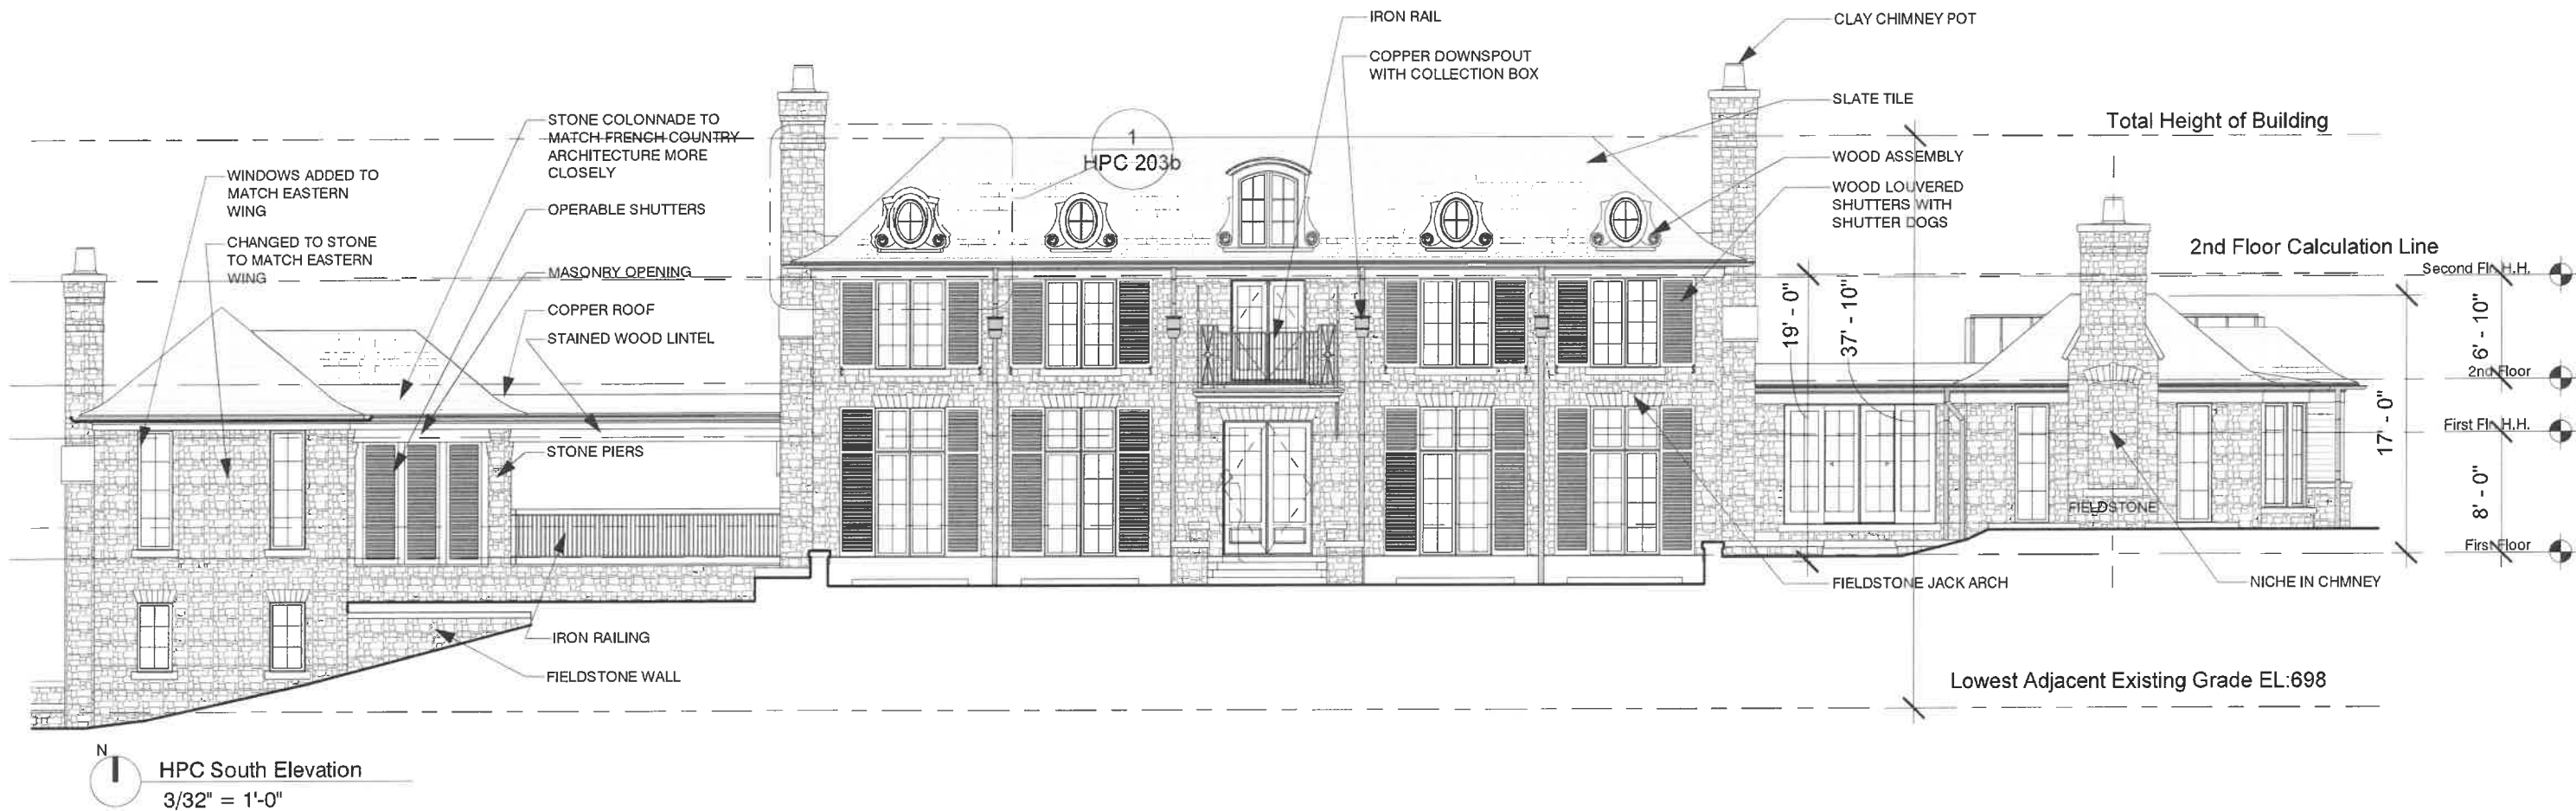 IRON RAIL
COPPER DOWNSPOUT
WITH COLLECTION BOX
CLAY CHIMNEY POT
SLATE TILE
WOOD ASSEMBLY
WOOD LOUVERED
SHUTTERS WITH
SHUTTER DOGS
1
HPC 203b
STONE COLONNADE TO
MATCH FRENCH COUNTRY
ARCHITECTURE MORE
CLOSELY
OPERABLE SHUTTERS
MASONRY OPENING
COPPER ROOF
STAINED WOOD LINTEL
STONE PIERS
WINDOWS ADDED TO
MATCH EASTERN
WING
CHANGED TO STONE
TO MATCH EASTERN
WING
IRON RAILING
FIELDSTONE WALL
Total Height of Building
2nd Floor Calculation Line
Second Fl H.H.
6' - 10"
2nd Floor
First Fl H.H.
8' - 0"
First Floor
17' - 0"
19' - 0"
37' - 10"
FIELDSTONE
FIELDSTONE JACK ARCH
NICHE IN CHMNEY
Lowest Adjacent Existing Grade EL:698
N
HPC South Elevation
3/32" = 1'-0"